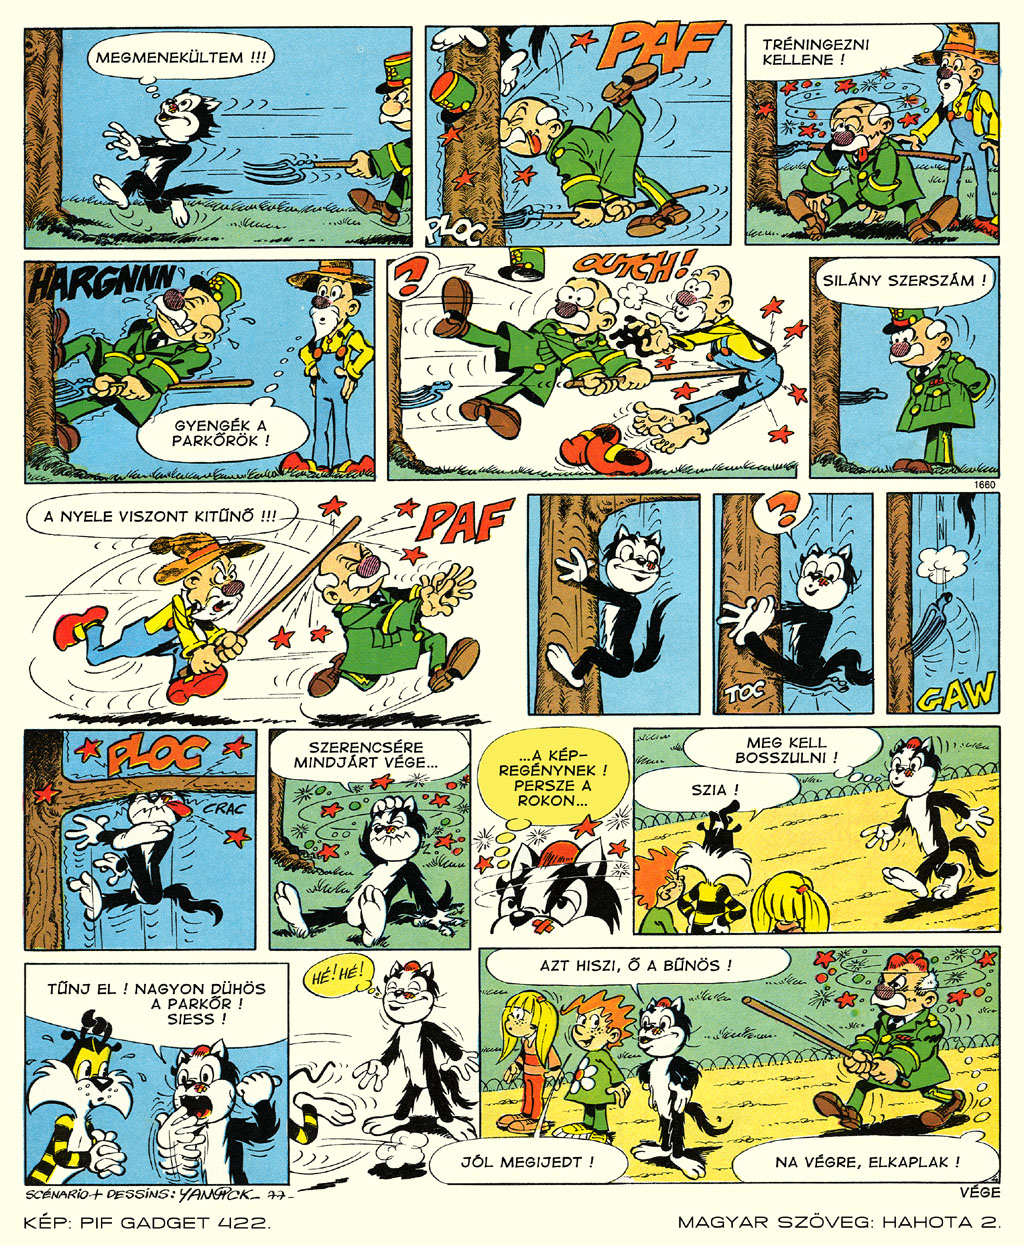 MEGMENEKÜLTEM !!!
PAF
PLOC
TRÉNINGEZNI
KELLENE !
HARGNNN
GYENGÉK A
PARKŐRÖK !
?
OUTCH!
SILÁNY SZERSZÁM !
1660
A NYELE VISZONT KITŰNŐ !!!
PAF
?
TOC
GAW
PLOC
CRAC
SZERENCSÉRE
MINDJÁRT VÉGE...
...A KÉP-
REGÉNYNEK !
PERSZE A
ROKON...
MEG KELL
BOSSZULNI !
SZIA !
TŰNJ EL ! NAGYON DÜHÖS
A PARKŐR !
SIESS !
HÉ! HÉ!
AZT HISZI, Ő A BŰNÖS !
JÓL MEGIJEDT !
NA VÉGRE, ELKAPLAK !
4
SCÉNARIO + DESSINS : YANNICK_77_
VÉGE
KÉP: PIF GADGET 422.
MAGYAR SZÖVEG: HAHOTA 2.